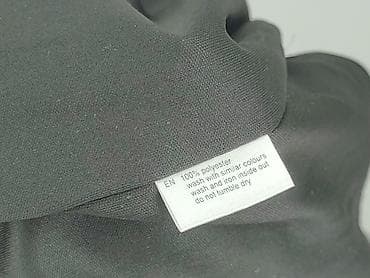 EN 100% polyester
wash with similar colours
wash and iron inside out
do not tumble dry